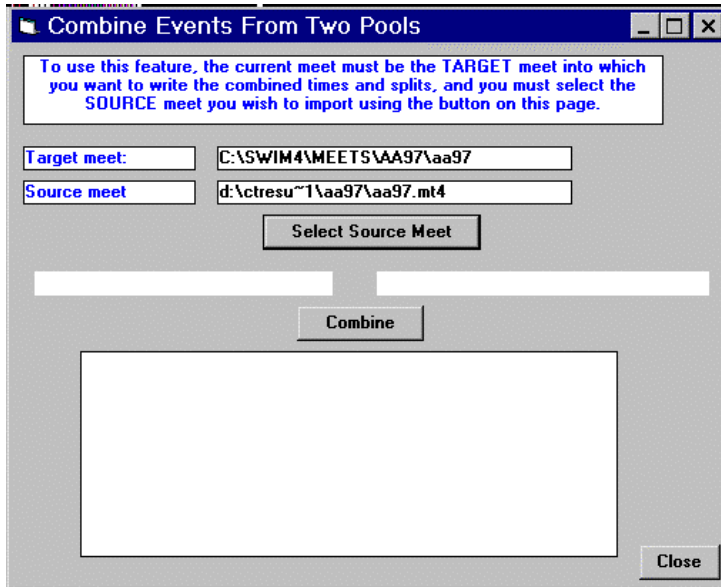 Combine Events From Two Pools
To use this feature, the current meet must be the TARGET meet into which
you want to write the combined times and splits, and you must select the
SOURCE meet you wish to import using the button on this page.
Target meet: C:\SWIM4\MEETS\AA97\aa97
Source meet d:\ctresu~1\aa97\aa97.mt4
Select Source Meet
Combine
Close